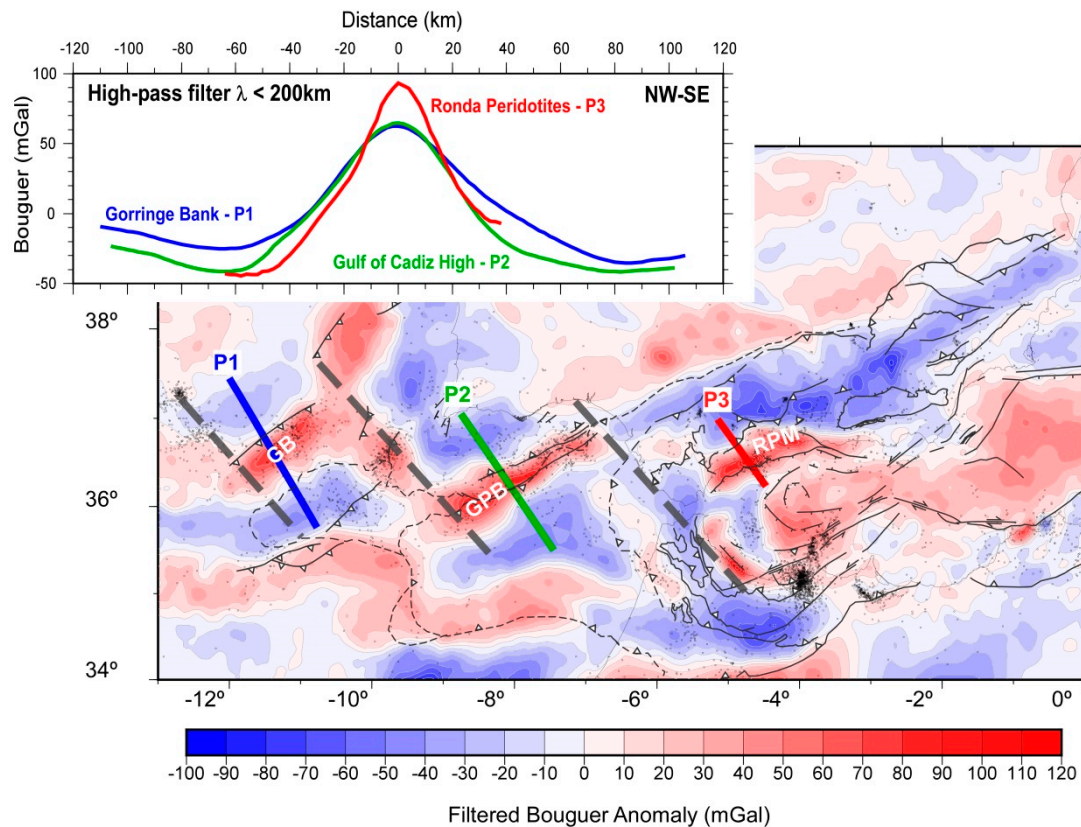 Distance (km)
-120 -100 -80 -60 -40 -20 0 20 40 60 80 100 120
100
50
0
-50
Bouguer (mGal)
High-pass filter λ < 200km
NW-SE
Ronda Peridotites - P3
Gorringe Bank - P1
Gulf of Cadiz High - P2
38º
36º
34º
P1
P2
P3
GB
GPB
RPM
-12º -10º -8º -6º -4º -2º 0º
-100 -90 -80 -70 -60 -50 -40 -30 -20 -10 0 10 20 30 40 50 60 70 80 90 100 110 120
Filtered Bouguer Anomaly (mGal)